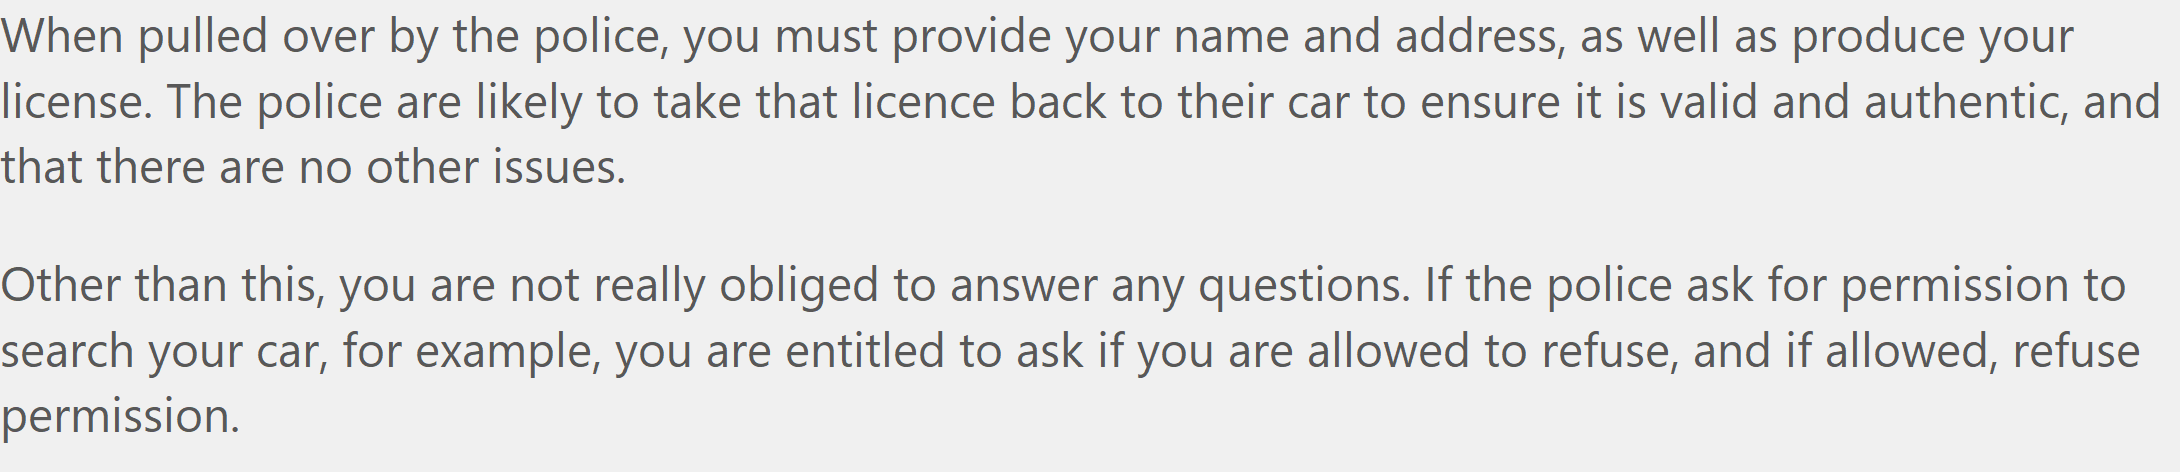 When pulled over by the police, you must provide your name and address, as well as produce your
license. The police are likely to take that licence back to their car to ensure it is valid and authentic, and
that there are no other issues.
Other than this, you are not really obliged to answer any questions. If the police ask for permission to
search your car, for example, you are entitled to ask if you are allowed to refuse, and if allowed, refuse
permission.